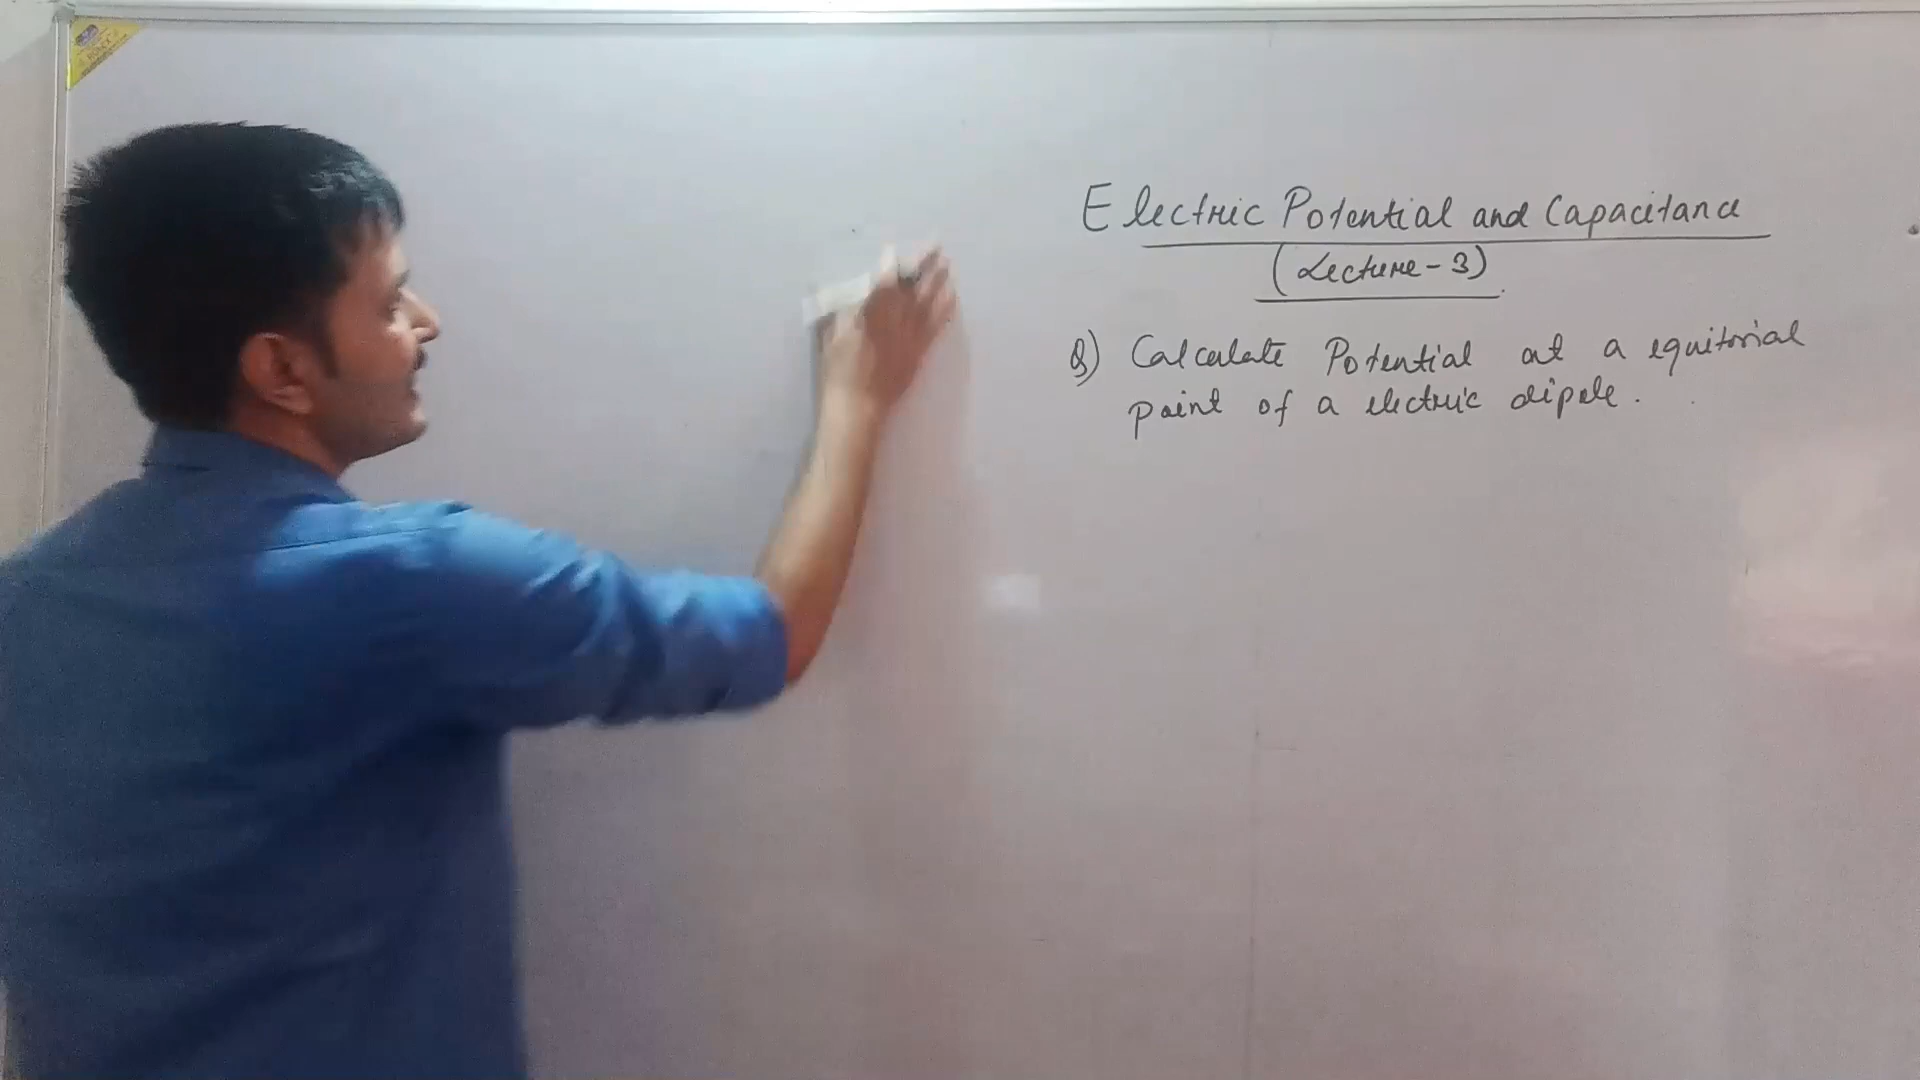 Electric Potential and Capacitance
(Lecture-3)
Q) Calculate Potential at a equitorial
point of a electric dipole.